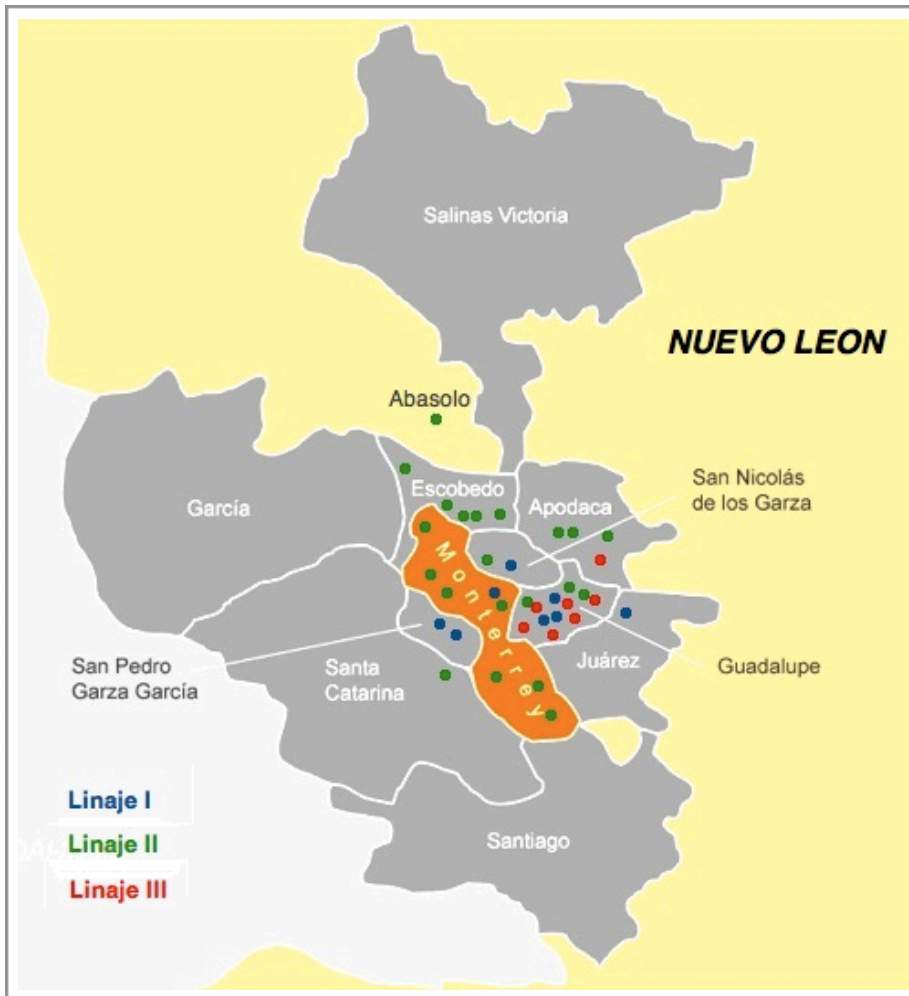 Salinas Victoria
NUEVO LEON
Abasolo
Escobedo
San Nicolás
de los Garza
García
Apodaca
Monterrey
San Pedro
Garza García
Santa
Catarina
Juárez
Guadalupe
Linaje I
Linaje II
Linaje III
Santiago